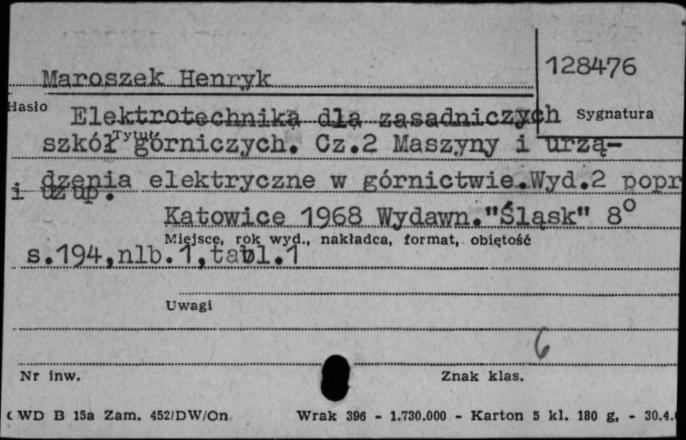 128476
Maroszek Henryk
Hasło
Elektrotechnika dla zasadniczych
Sygnatura
szkół górniczych. Cz.2 Maszyny i urzą-
Tytuł
dzenia elektryczne w górnictwie.Wyd.2 popr
i uzup.
Katowice 1968 Wydawn."Śląsk" 8°
Miejsce, rok wyd., nakładca, format, objętość
s.194,nlb.1,tabl.1
Uwagi
6
Nr inw.
Znak klas.
WD B 15a Zam. 452/DW/On
Wrak 396 - 1.730.000 - Karton 5 kl. 180 g, - 30.4.